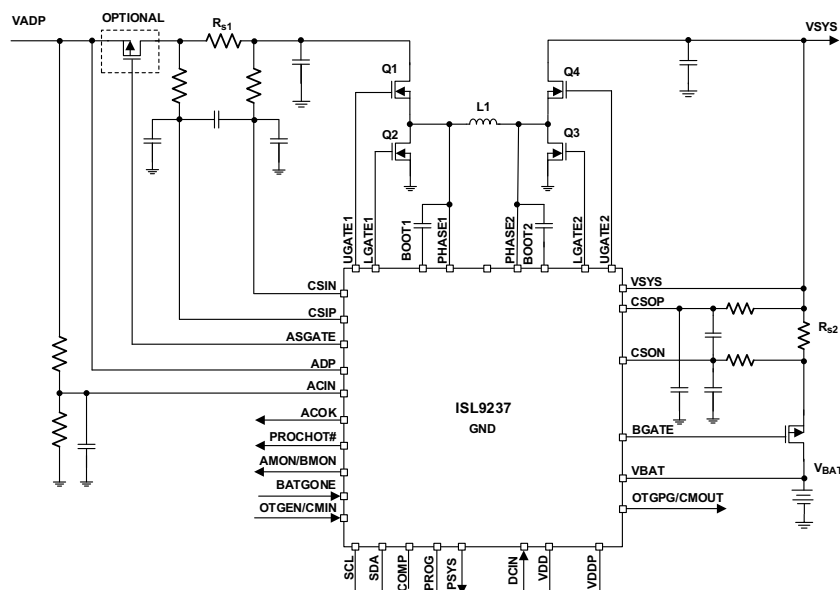 OPTIONAL
VADP
Rs1
VSYS
Q1
Q4
L1
Q2
Q3
UGATE1
LGATE1
BOOT1
PHASE1
PHASE2
BOOT2
LGATE2
UGATE2
CSIN
CSIP
ASGATE
ADP
ACIN
ACOK
PROCHOT#
AMON/BMON
BATGONE
OTGEN/CMIN
ISL9237
GND
VSYS
CSOP
Rs2
CSON
BGATE
VBAT
VBAT
OTGPG/CMOUT
SCL
SDA
COMP
PROG
PSYS
DCIN
VDD
VDDP